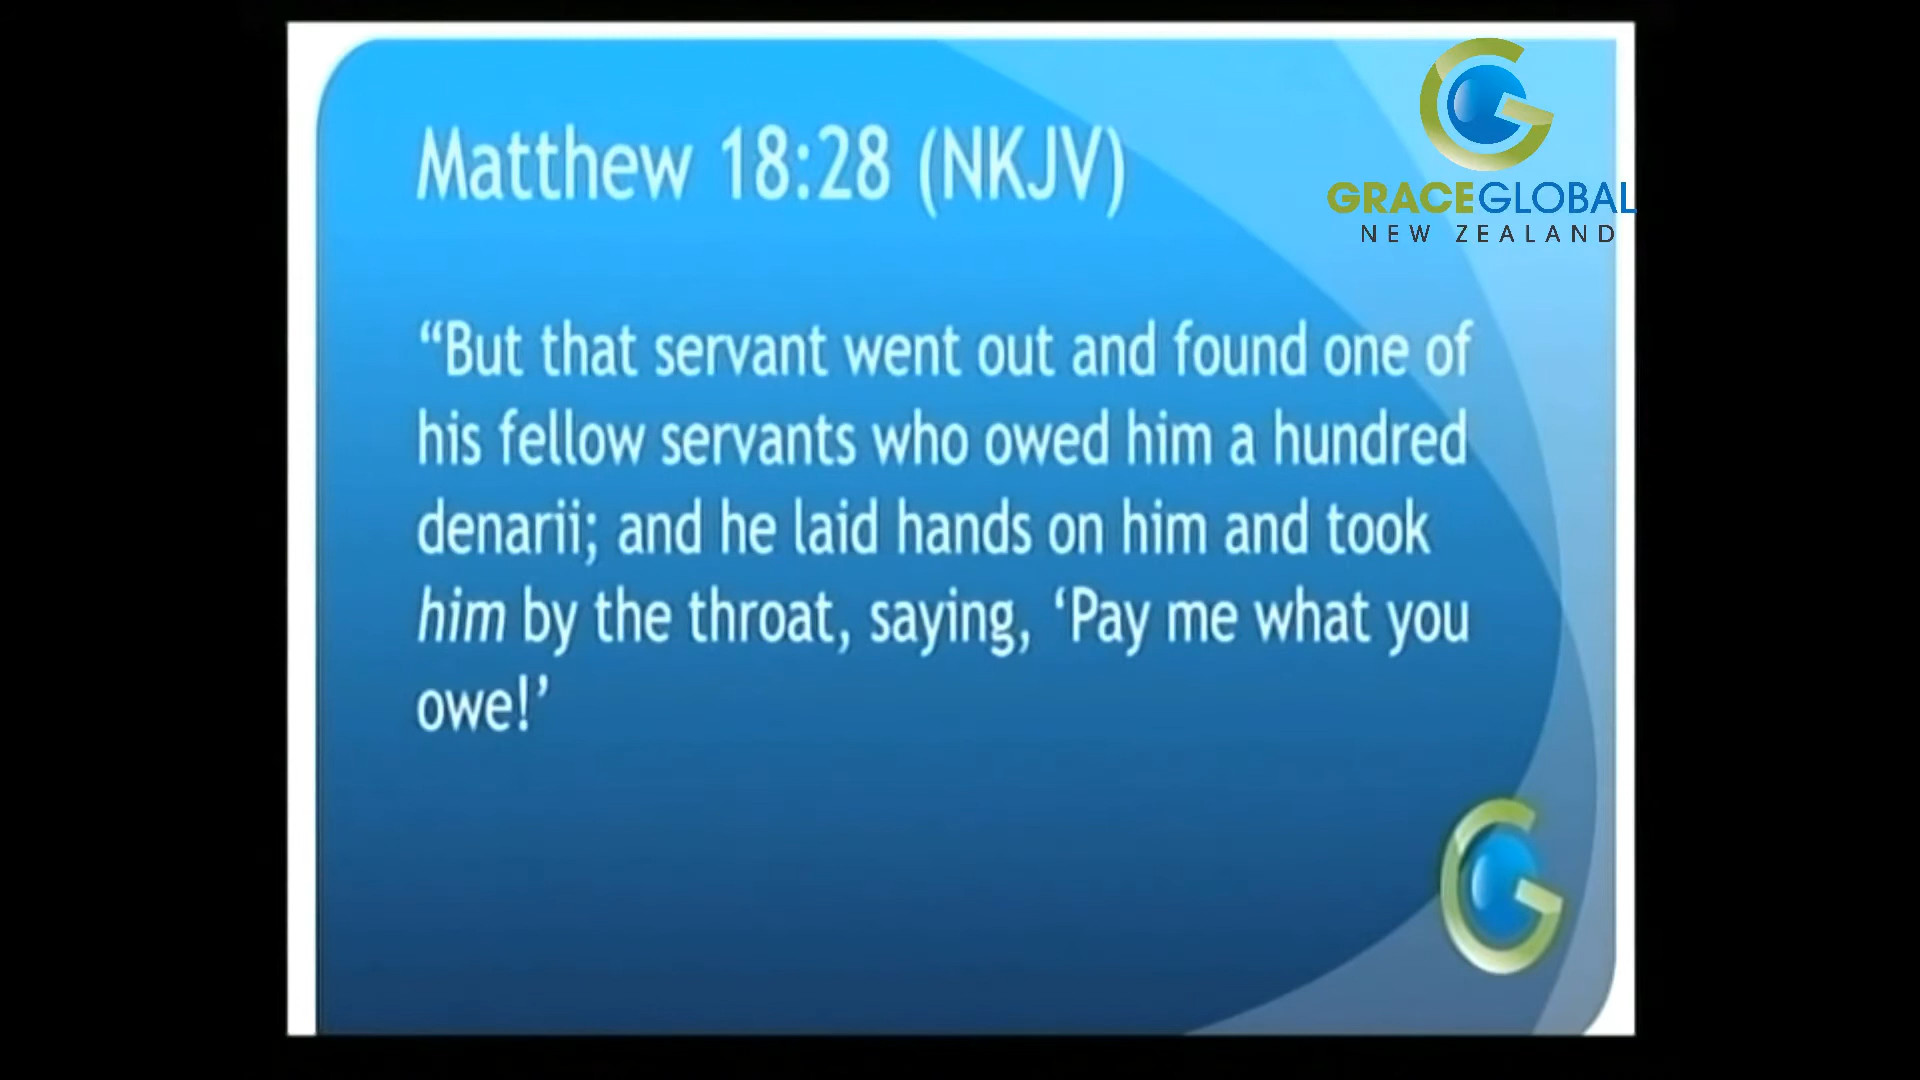 Matthew 18:28 (NKJV)
GRACEGLOBAL
NEW ZEALAND
“But that servant went out and found one of
his fellow servants who owed him a hundred
denarii; and he laid hands on him and took
him by the throat, saying, ‘Pay me what you
owe!’